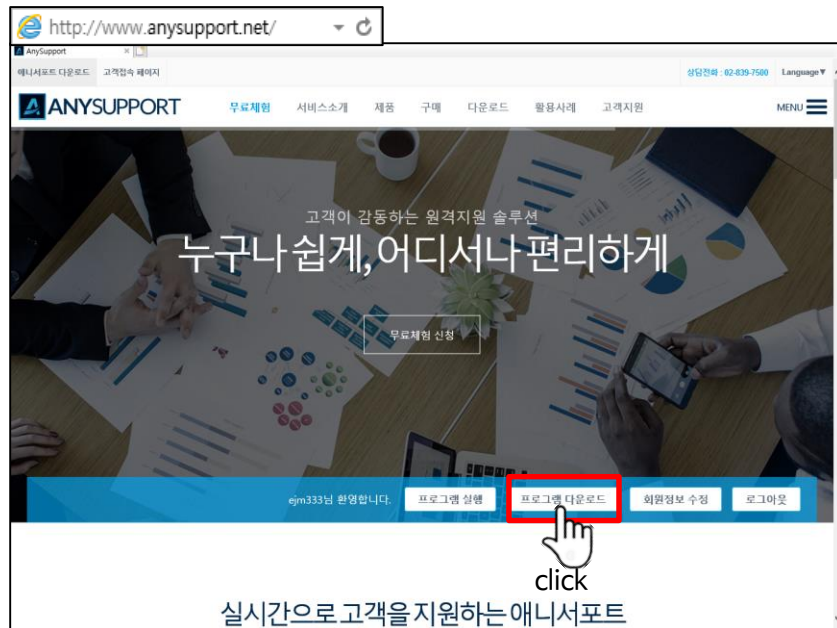 http://www.anysupport.net/
AnySupport
애니서포트 다운로드 고객접속 페이지 상담전화 : 02-839-7500 Language▼
ANYSUPPORT 무료체험 서비스소개 제품 구매 다운로드 활용사례 고객지원 MENU
고객이 감동하는 원격지원 솔루션
누구나 쉽게, 어디서나 편리하게
무료체험 신청
ejm333님 환영합니다. 프로그램 실행 프로그램 다운로드 회원정보 수정 로그아웃
click
실시간으로 고객을 지원하는 애니서포트